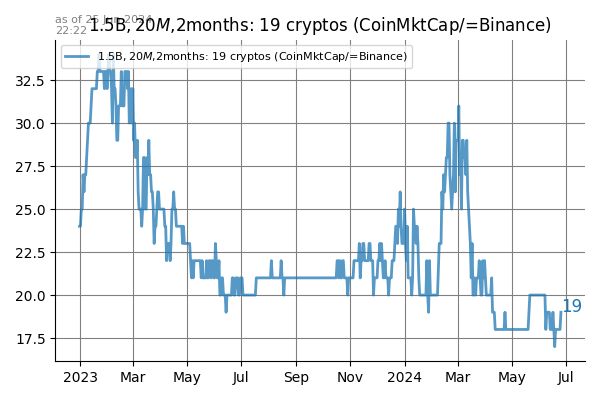 as of 25 Jun 2024
22:22
1.5B, 20M, 2months: 19 cryptos (CoinMktCap/=Binance)
1.5B, 20M, 2months: 19 cryptos (CoinMktCap/=Binance)
32.5
30.0
27.5
25.0
22.5
20.0
17.5
19
2023
Mar
May
Jul
Sep
Nov
2024
Mar
May
Jul